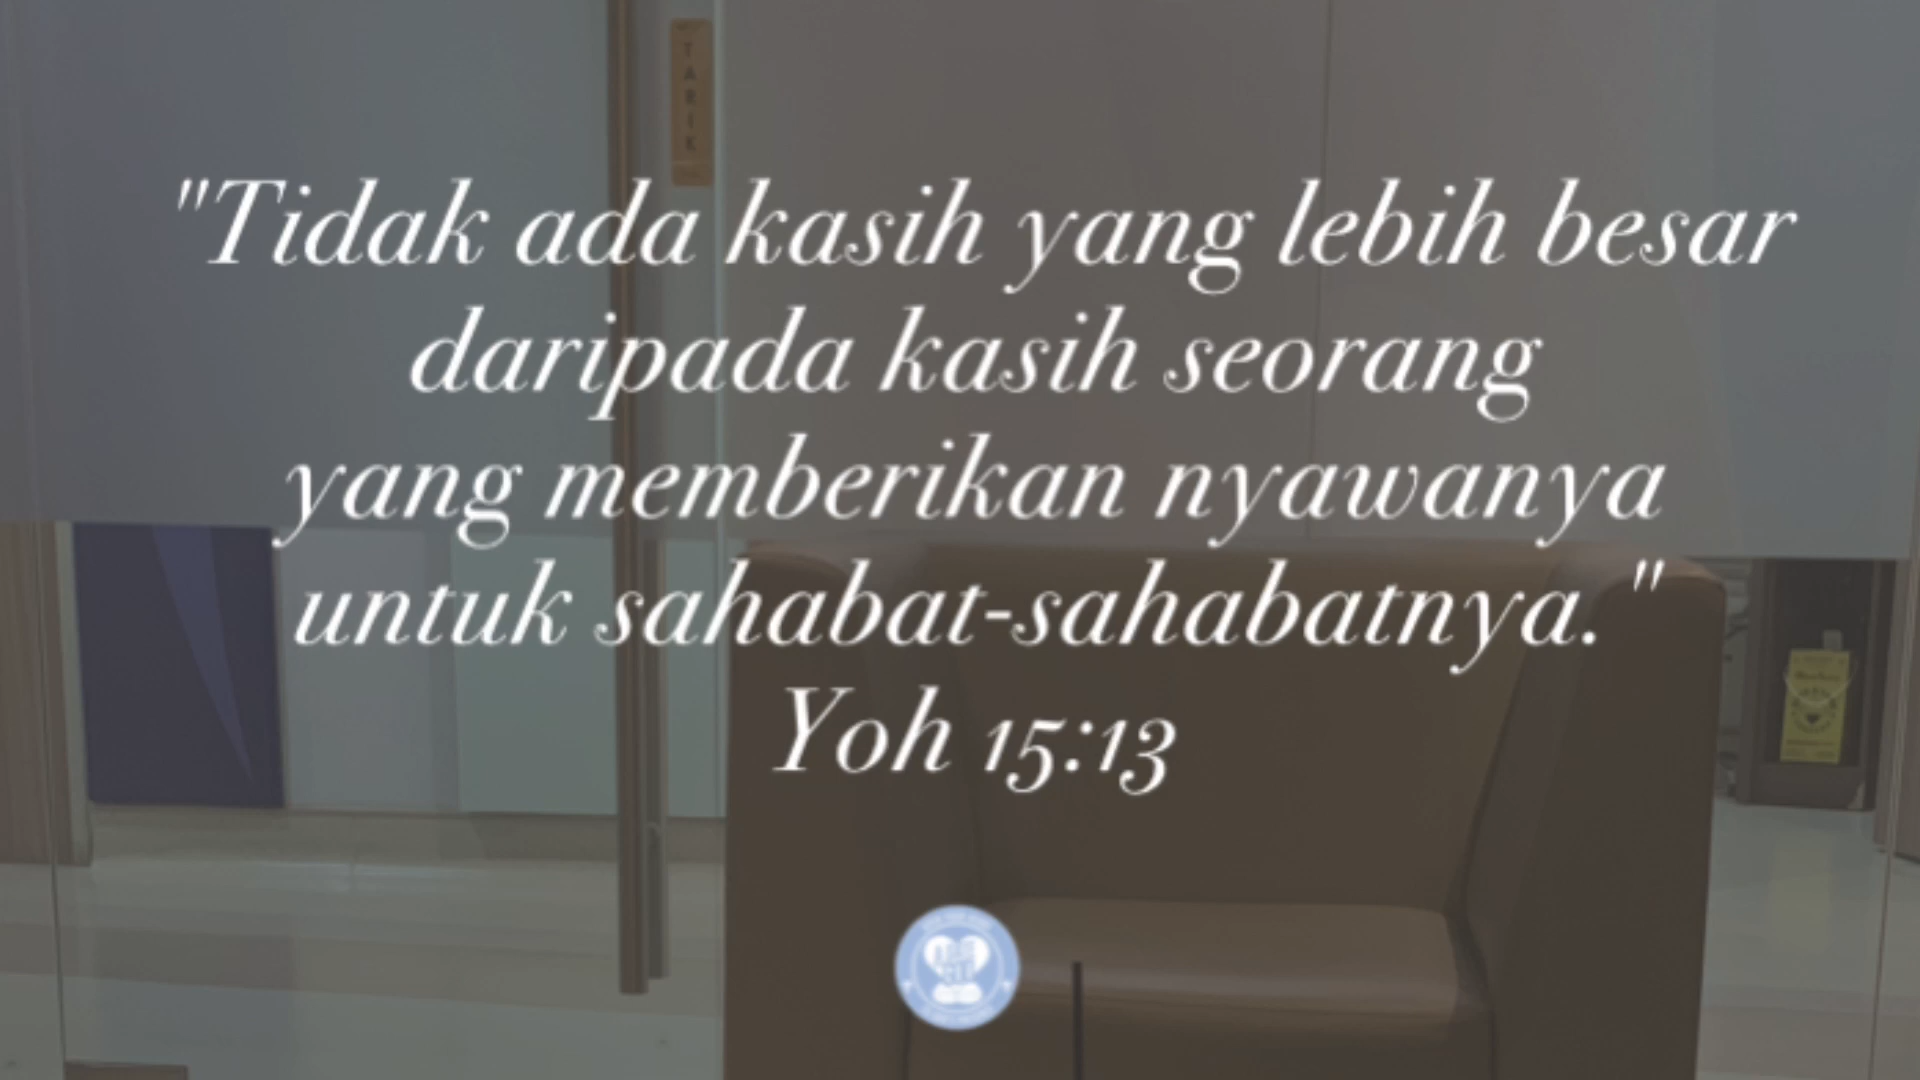 TARIK
"Tidak ada kasih yang lebih besar
daripada kasih seorang
yang memberikan nyawanya
untuk sahabat-sahabatnya. "
Yoh 15:13